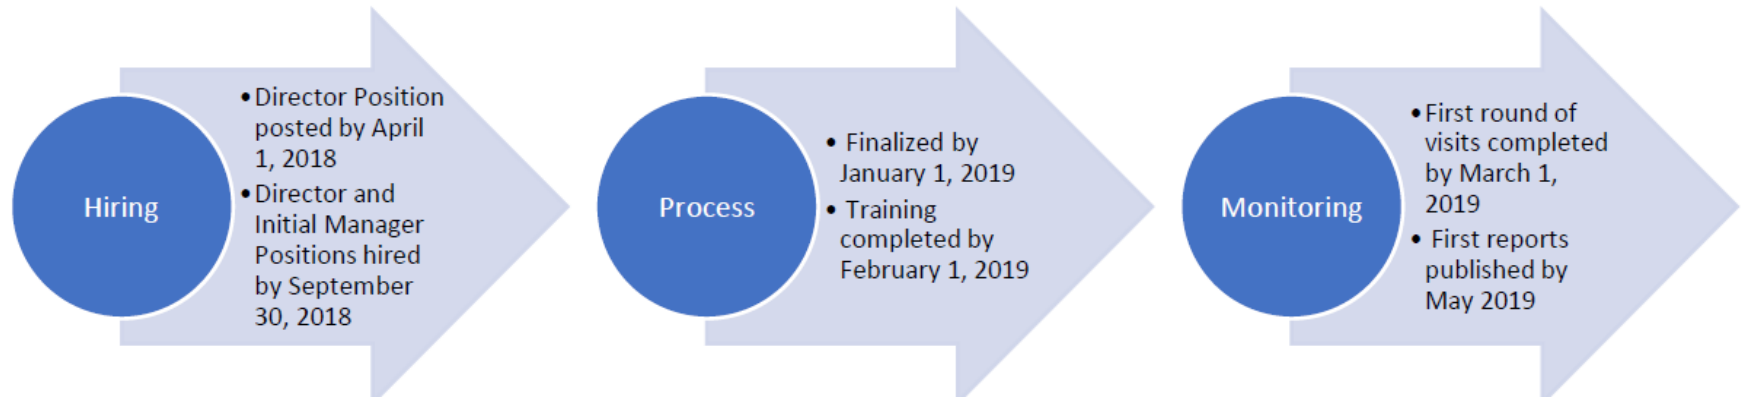 Hiring
•Director Position
posted by April
1, 2018
•Director and
Initial Manager
Positions hired
by September
30, 2018
Process
• Finalized by
January 1, 2019
• Training
completed by
February 1, 2019
Monitoring
•First round of
visits completed
by March 1,
2019
• First reports
published by
May 2019